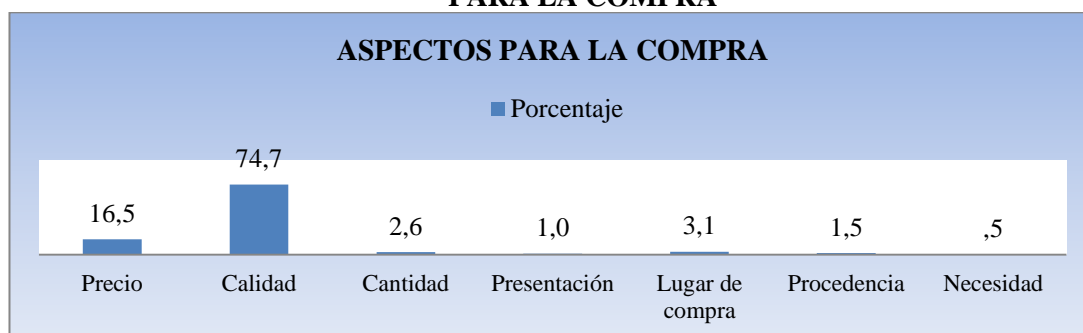 PARA LA COMPRA
ASPECTOS PARA LA COMPRA
Porcentaje
16,5 74,7 2,6 1,0 3,1 1,5 ,5
Precio Calidad Cantidad Presentación Lugar de compra Procedencia Necesidad